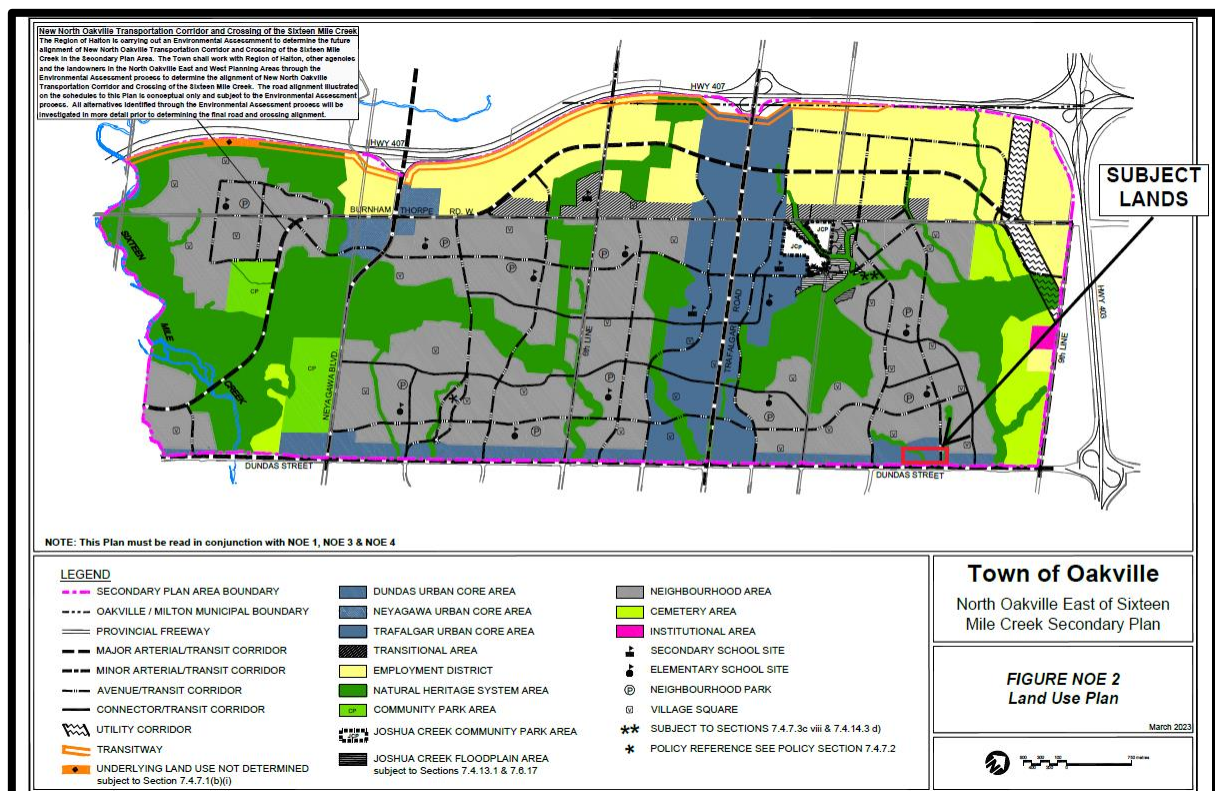 New North Oakville Transportation Corridor and Crossing of the Sixteen Mile Creek
The Region of Halton is carrying out an Environmental Assessmmnt to determine the future
alignment of New North Oakville Transportation Corridor and Crossing of the Sixteen Mile
Creek in the Secondary Plan Area. The Town shall work with Region of Halton, other agencies
and the landowners in the North Oakville East and West Planning Areas through the
Environmental Assessment process to determine the alignment of New North Oakville
Transportation Corridor and Crossing of the Sixteen Mile Creek. The road alignment illustrated
on the schedules to this Plan is conceptual only and subject to the Environmental Assessment
process. All alternatives identified through the Environmental Assessment process will be
investigated in more detail prior to determining the final road and crossing alignment.
HWY 407
HWY 407
SUBJECT
LANDS
BURNHAM THORPE RD. W
JCP
JCP
SIXTEEN
MILE
CREEK
CP
CP
NEYAGAWA BLVD
6th LINE
TRAFALGAR ROAD
HWY 403
9th LINE
DUNDAS STREET
DUNDAS STREET
NOTE: This Plan must be read in conjunction with NOE 1, NOE 3 & NOE 4
LEGEND
SECONDARY PLAN AREA BOUNDARY
OAKVILLE / MILTON MUNICIPAL BOUNDARY
PROVINCIAL FREEWAY
MAJOR ARTERIAL/TRANSIT CORRIDOR
MINOR ARTERIAL/TRANSIT CORRIDOR
AVENUE/TRANSIT CORRIDOR
CONNECTOR/TRANSIT CORRIDOR
UTILITY CORRIDOR
TRANSITWAY
UNDERLYING LAND USE NOT DETERMINED
subject to Section 7.4.7.1(b)(i)
DUNDAS URBAN CORE AREA
NEYAGAWA URBAN CORE AREA
TRAFALGAR URBAN CORE AREA
TRANSITIONAL AREA
EMPLOYMENT DISTRICT
NATURAL HERITAGE SYSTEM AREA
CP COMMUNITY PARK AREA
JCP JOSHUA CREEK COMMUNITY PARK AREA
JOSHUA CREEK FLOODPLAIN AREA
subject to Sections 7.4.13.1 & 7.6.17
NEIGHBOURHOOD AREA
CEMETERY AREA
INSTITUTIONAL AREA
SECONDARY SCHOOL SITE
ELEMENTARY SCHOOL SITE
P NEIGHBOURHOOD PARK
V VILLAGE SQUARE
** SUBJECT TO SECTIONS 7.4.7.3c viii & 7.4.14.3 d)
* POLICY REFERENCE SEE POLICY SECTION 7.4.7.2
Town of Oakville
North Oakville East of Sixteen
Mile Creek Secondary Plan
FIGURE NOE 2
Land Use Plan
March 2023
750 metres